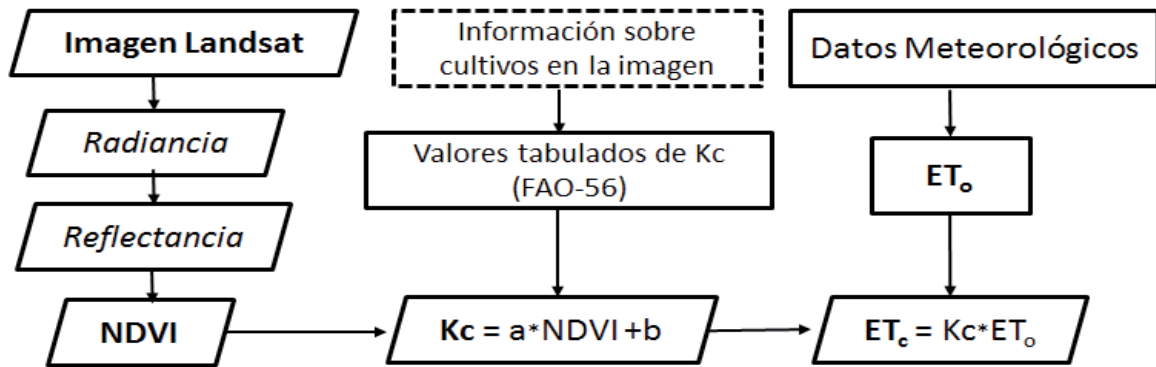 Imagen Landsat
Radiancia
Reflectancia
NDVI
Información sobre
cultivos en la imagen
Valores tabulados de Kc
(FAO-56)
Kc = a*NDVI +b
Datos Meteorológicos
ETo
ETc = Kc*ETo